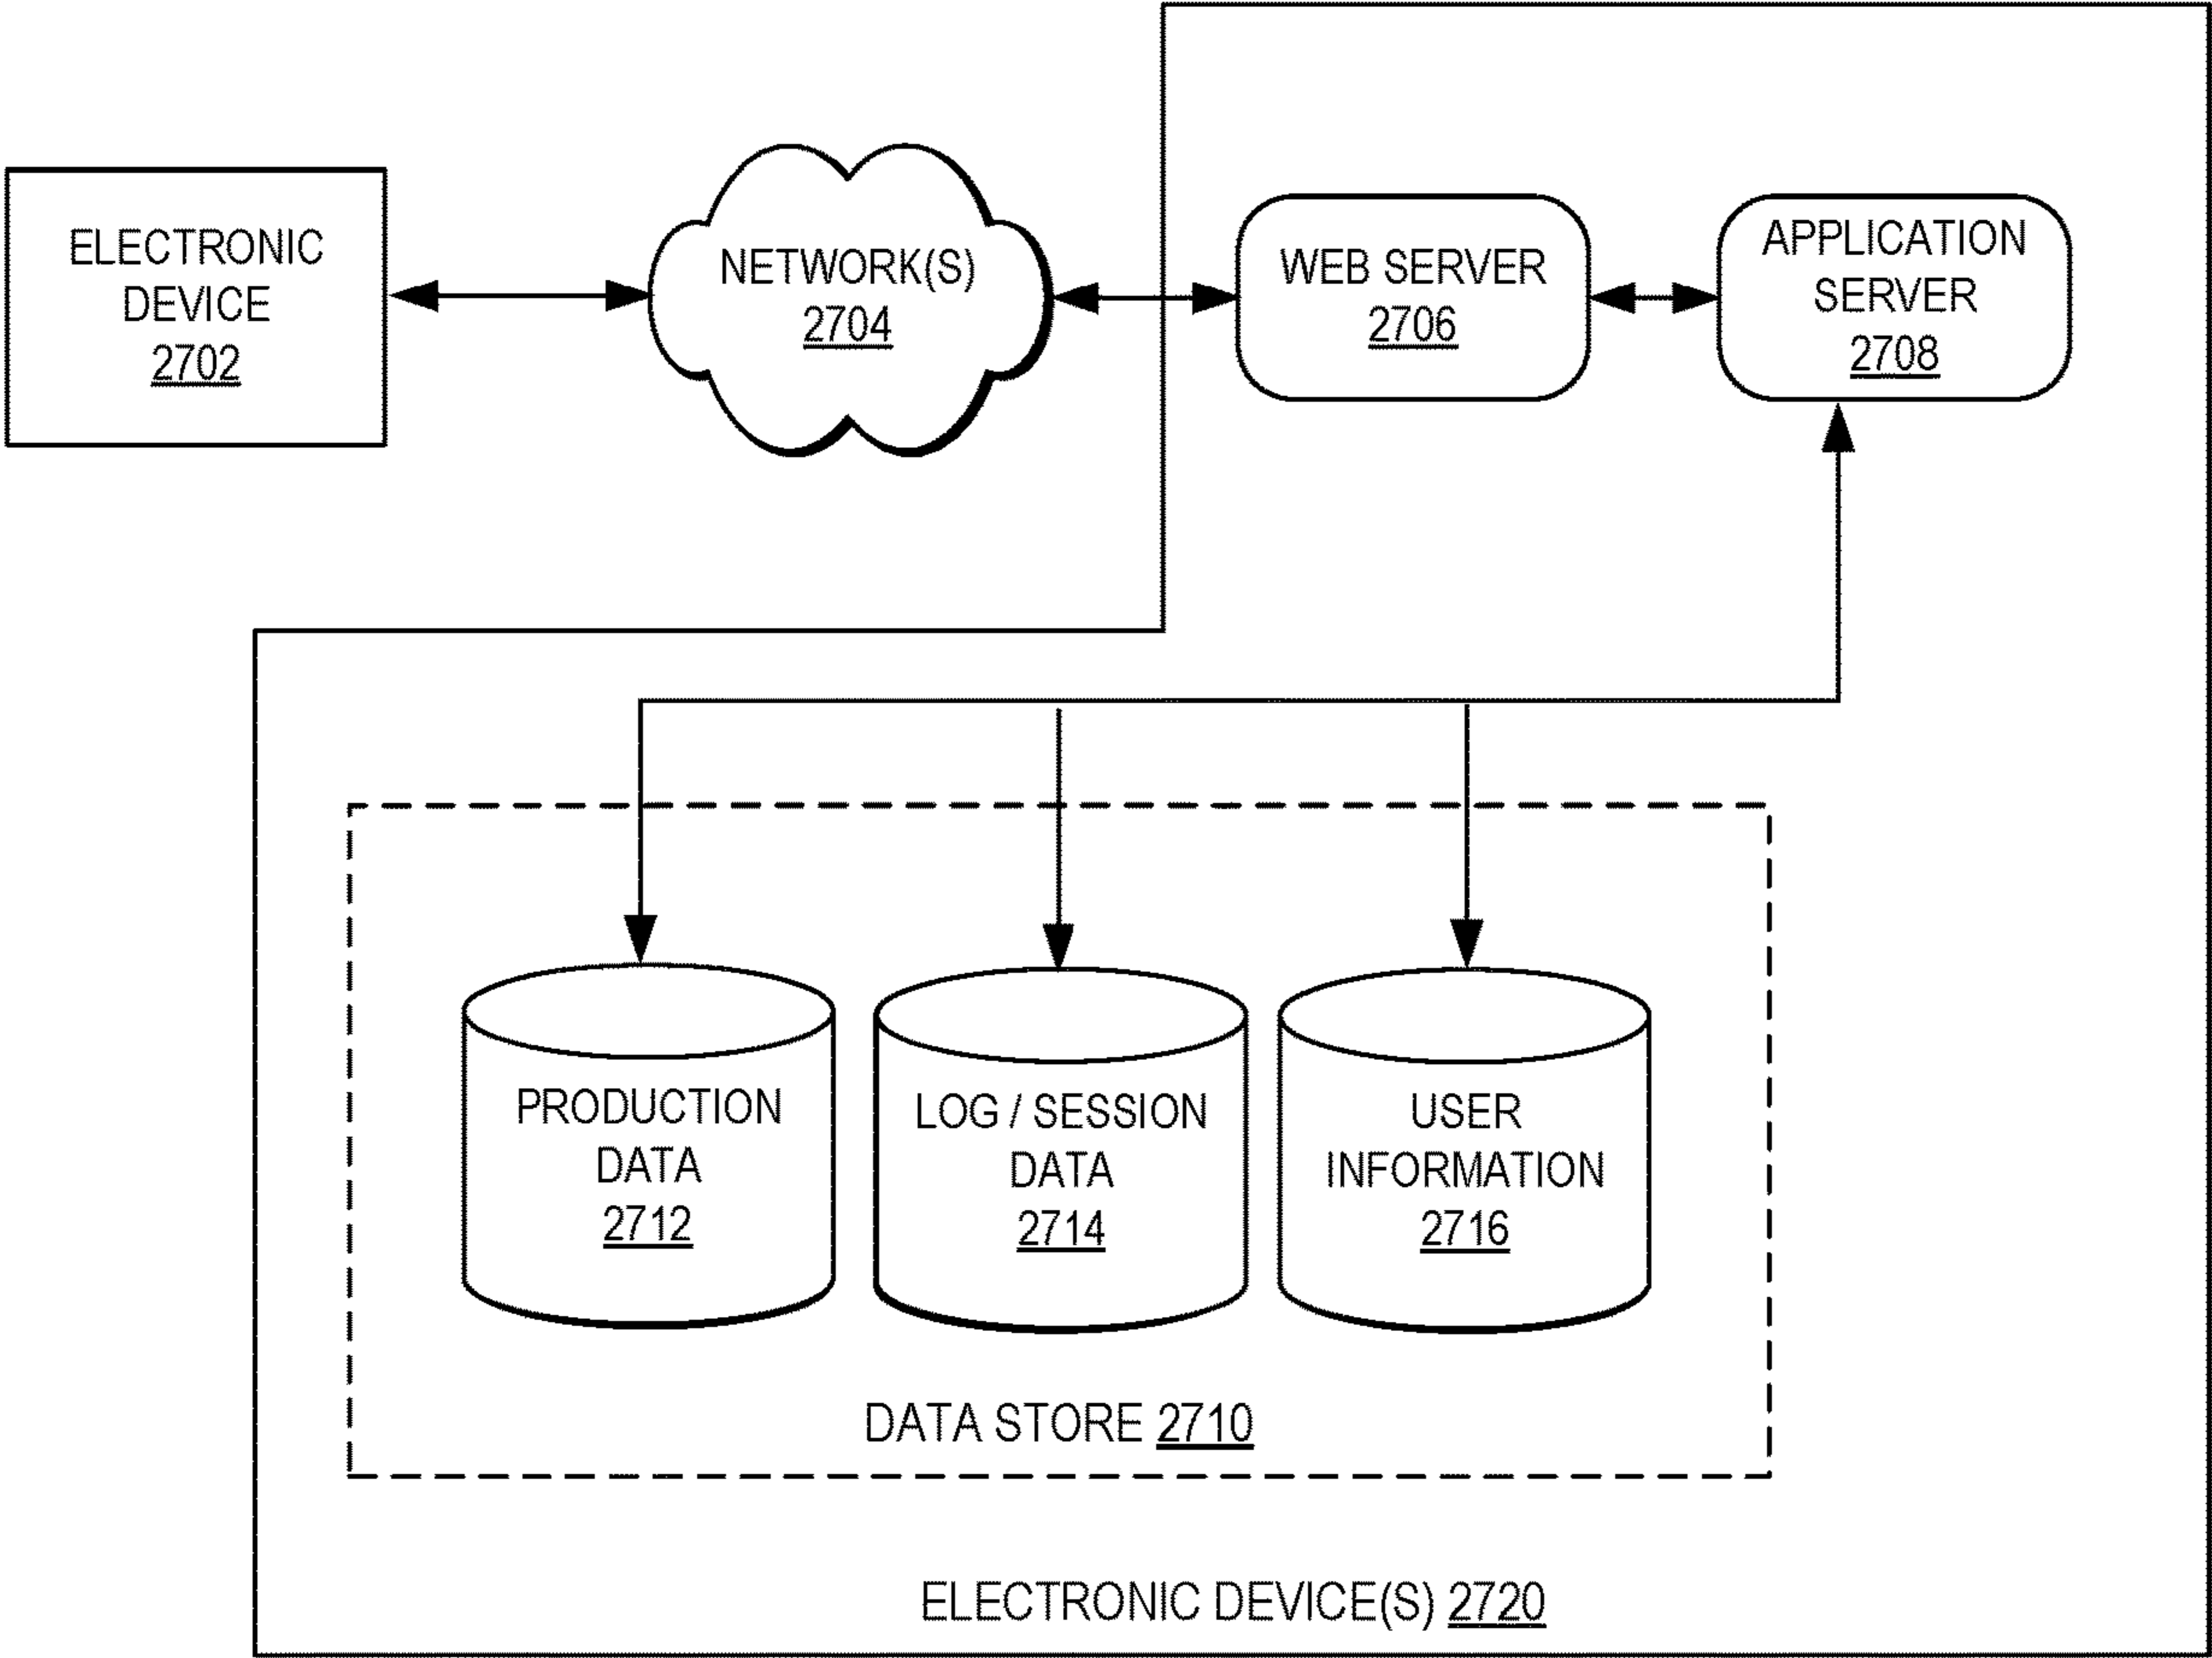 ELECTRONIC
DEVICE
2702
NETWORK(S)
2704
WEB SERVER
2706
APPLICATION
SERVER
2708
PRODUCTION
DATA
2712
LOG / SESSION
DATA
2714
USER
INFORMATION
2716
DATA STORE 2710
ELECTRONIC DEVICE(S) 2720